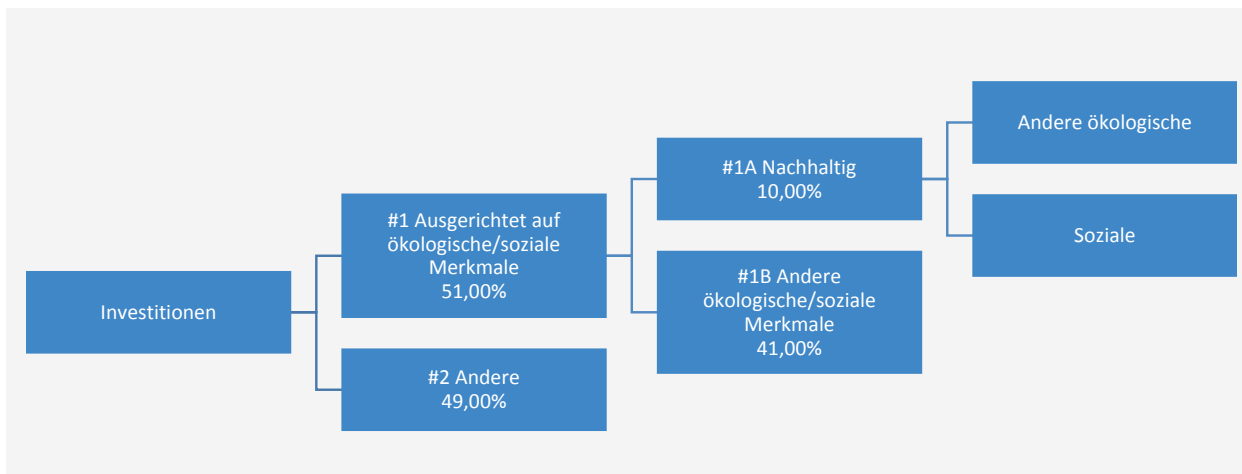 Investitionen
#1 Ausgerichtet auf
ökologische/soziale
Merkmale
51,00%
#2 Andere
49,00%
#1A Nachhaltig
10,00%
#1B Andere
ökologische/soziale
Merkmale
41,00%
Andere ökologische
Soziale